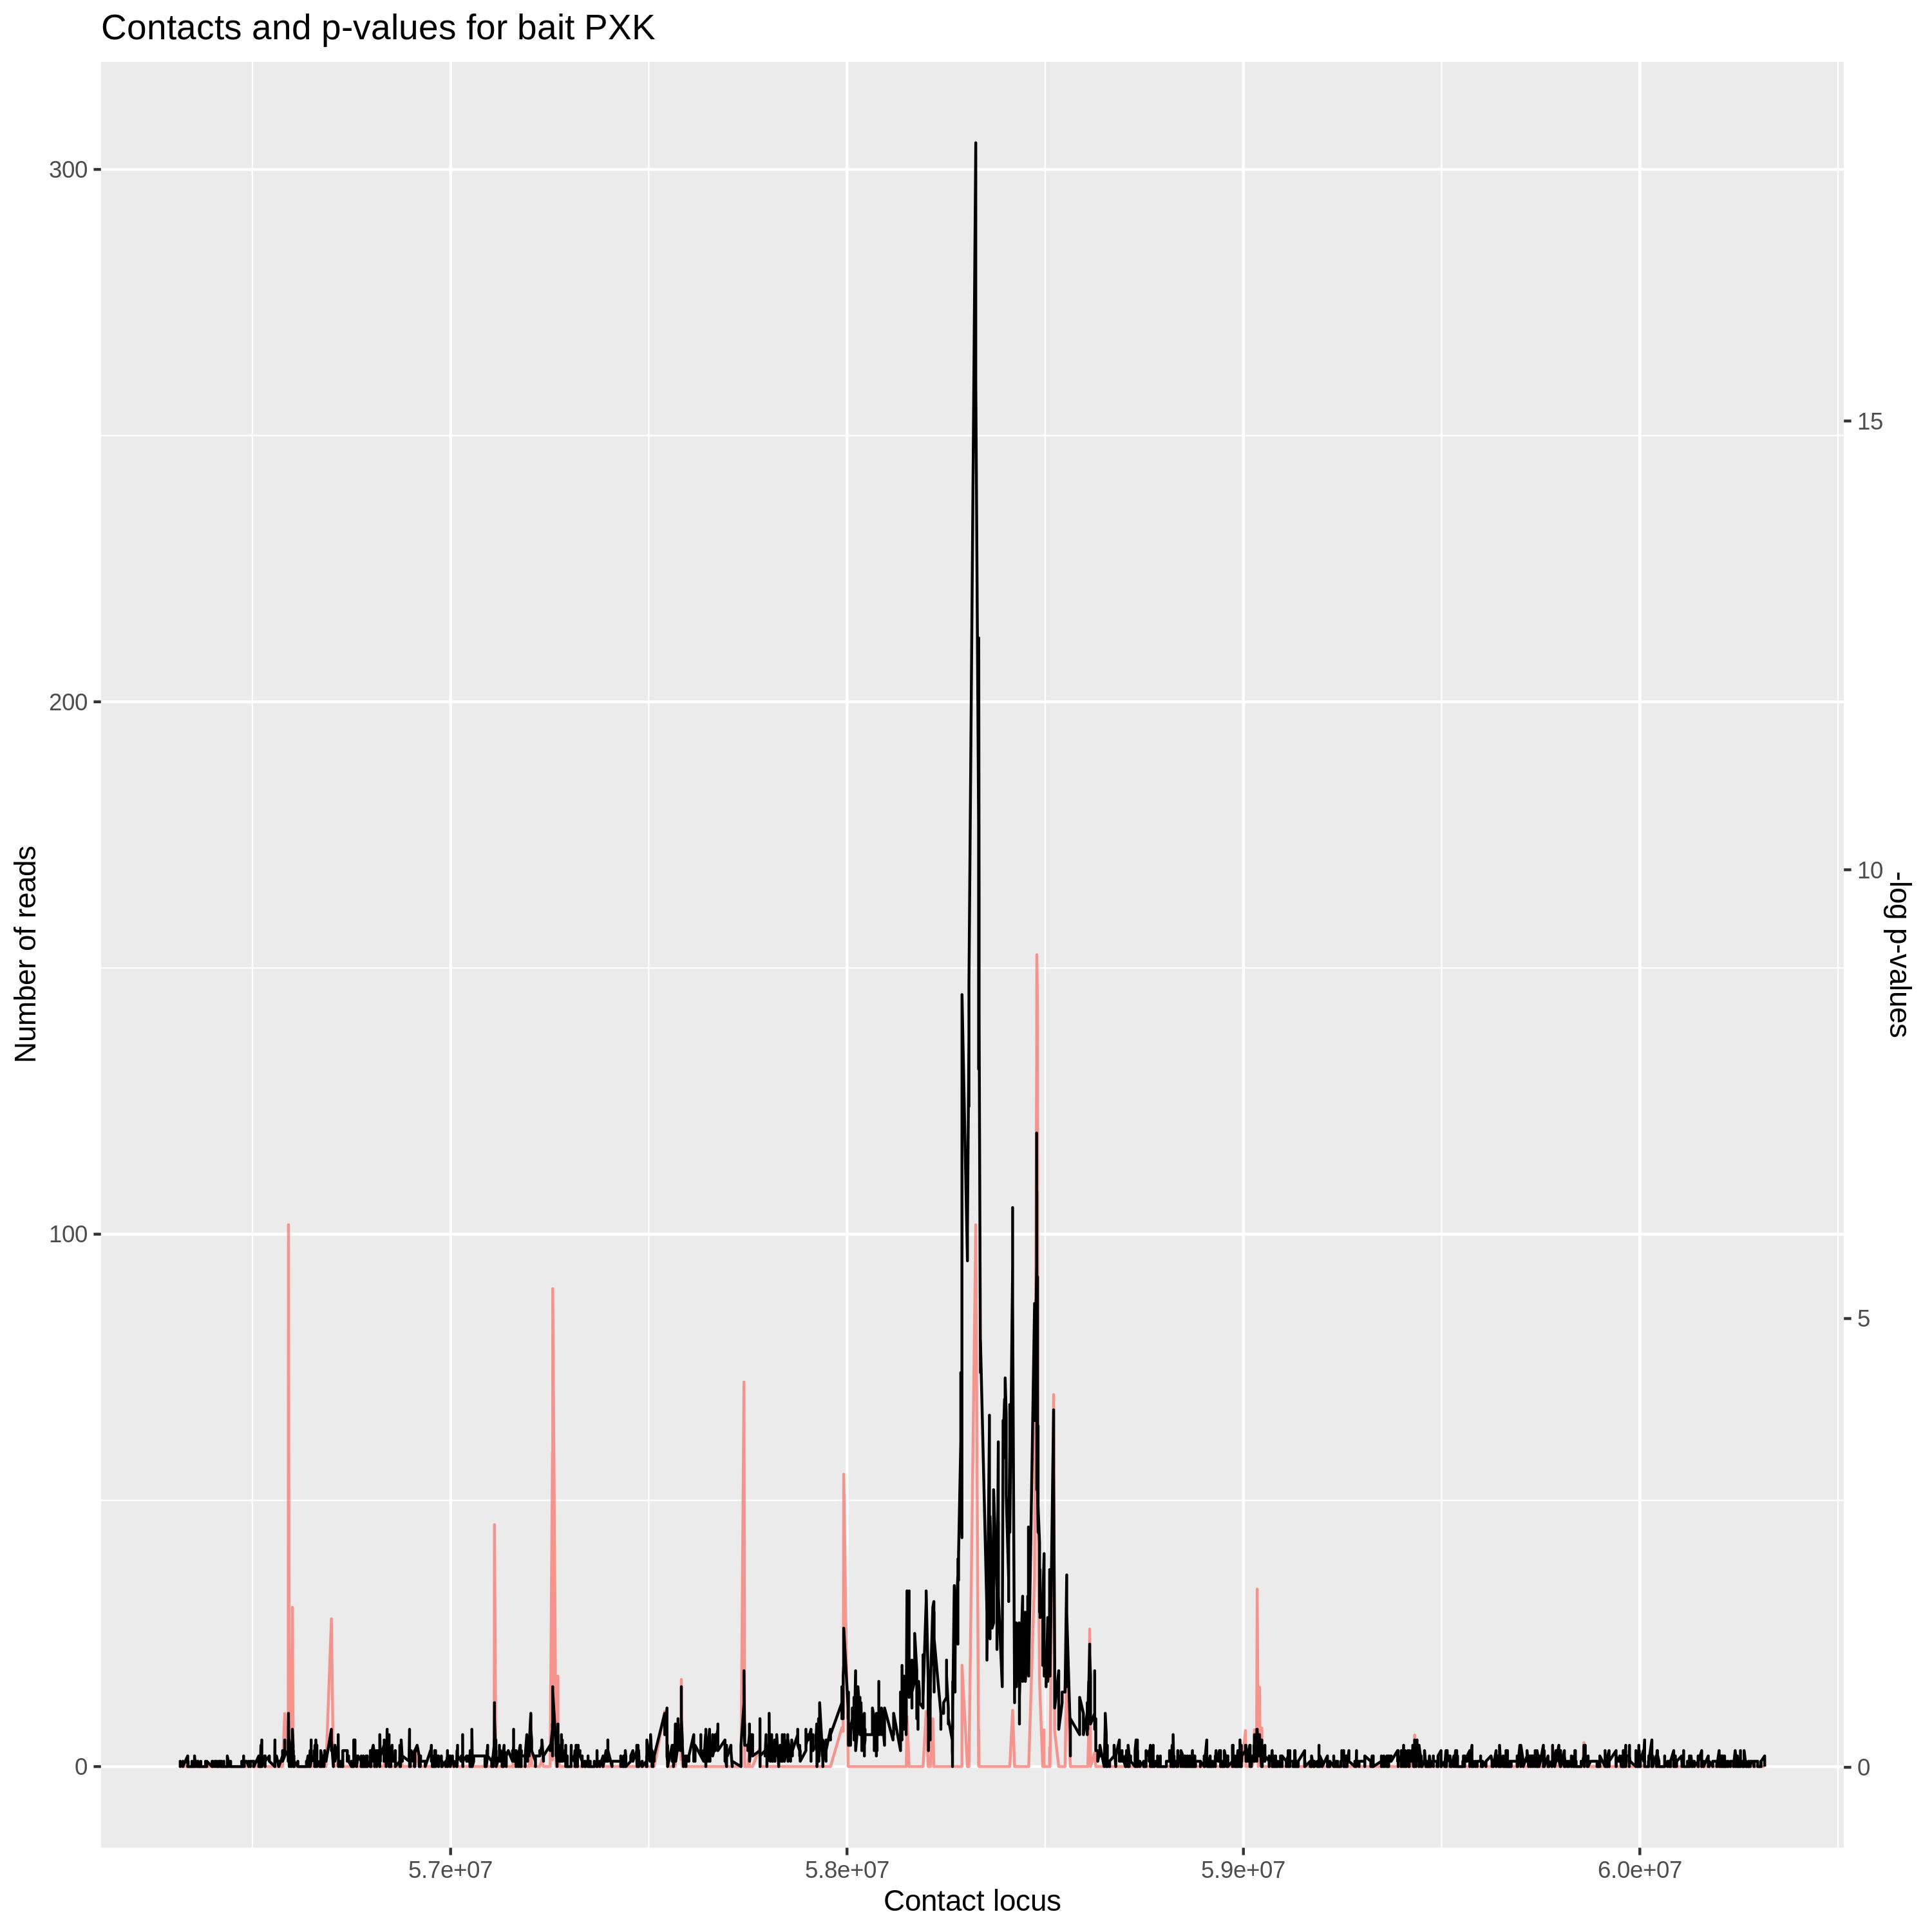 Contacts and p-values for bait PXK
300
200
100
0
Number of reads
15
10
5
0
-log p-values
5.7e+07
5.8e+07
5.9e+07
6.0e+07
Contact locus